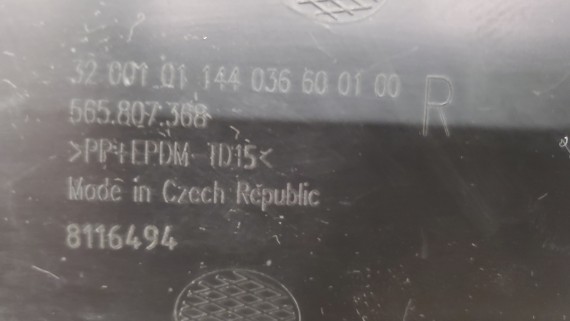 32 001 01 144 036 60 01 00
R
565.807.368
>PP+EPDM-TD15<
Made in Czech Republic
8116494